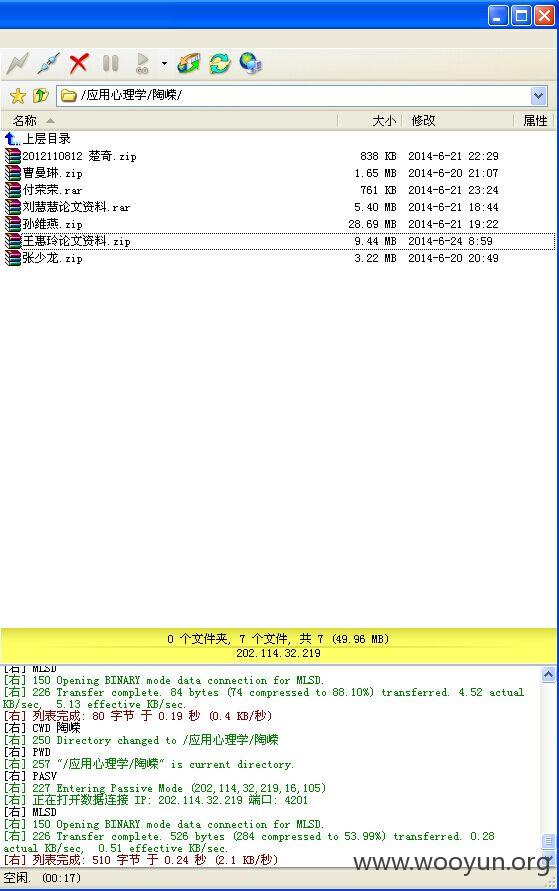 /应用心理学/陶嵘/
名称 大小 修改 属性
上层目录
2012110812 楚奇.zip 838 KB 2014-6-21 22:29
曹曼琳.zip 1.65 MB 2014-6-20 21:07
付荣荣.rar 761 KB 2014-6-21 23:24
刘慧慧论文资料.rar 5.40 MB 2014-6-21 18:44
孙维燕.zip 28.69 MB 2014-6-21 19:22
王惠玲论文资料.zip 9.44 MB 2014-6-24 8:59
张少龙.zip 3.22 MB 2014-6-20 20:49
0 个文件夹, 7 个文件, 共 7 (49.96 MB)
202.114.32.219
[右] MLSD
[右] 150 Opening BINARY mode data connection for MLSD.
[右] 226 Transfer complete. 84 bytes (74 compressed to 88.10%) transferred. 4.52 actual
KB/sec, 5.13 effective KB/sec.
[右] 列表完成: 80 字节 于 0.19 秒 (0.4 KB/秒)
[右] CWD 陶嵘
[右] 250 Directory changed to /应用心理学/陶嵘
[右] PWD
[右] 257 "/应用心理学/陶嵘" is current directory.
[右] PASV
[右] 227 Entering Passive Mode (202,114,32,219,16,105)
[右] 正在打开数据连接 IP: 202.114.32.219 端口: 4201
[右] MLSD
[右] 150 Opening BINARY mode data connection for MLSD.
[右] 226 Transfer complete. 526 bytes (284 compressed to 53.99%) transferred. 0.28
actual KB/sec, 0.51 effective KB/sec.
[右] 列表完成: 510 字节 于 0.24 秒 (2.1 KB/秒)
www.wooyun.org
空闲. (00:17)